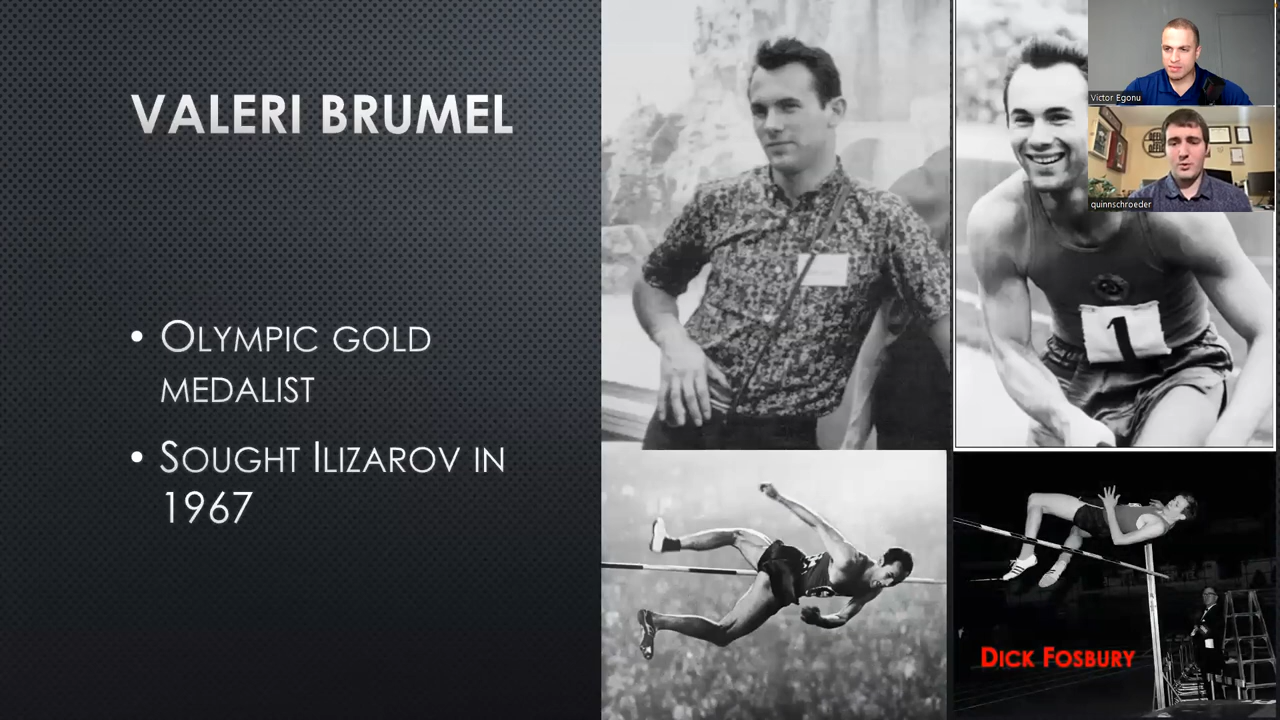 VALERI BRUMEL
• OLYMPIC GOLD
MEDALIST
• SOUGHT ILIZAROV IN
1967
1
DICK FOSBURY
Victor Egonu
quinnschroeder